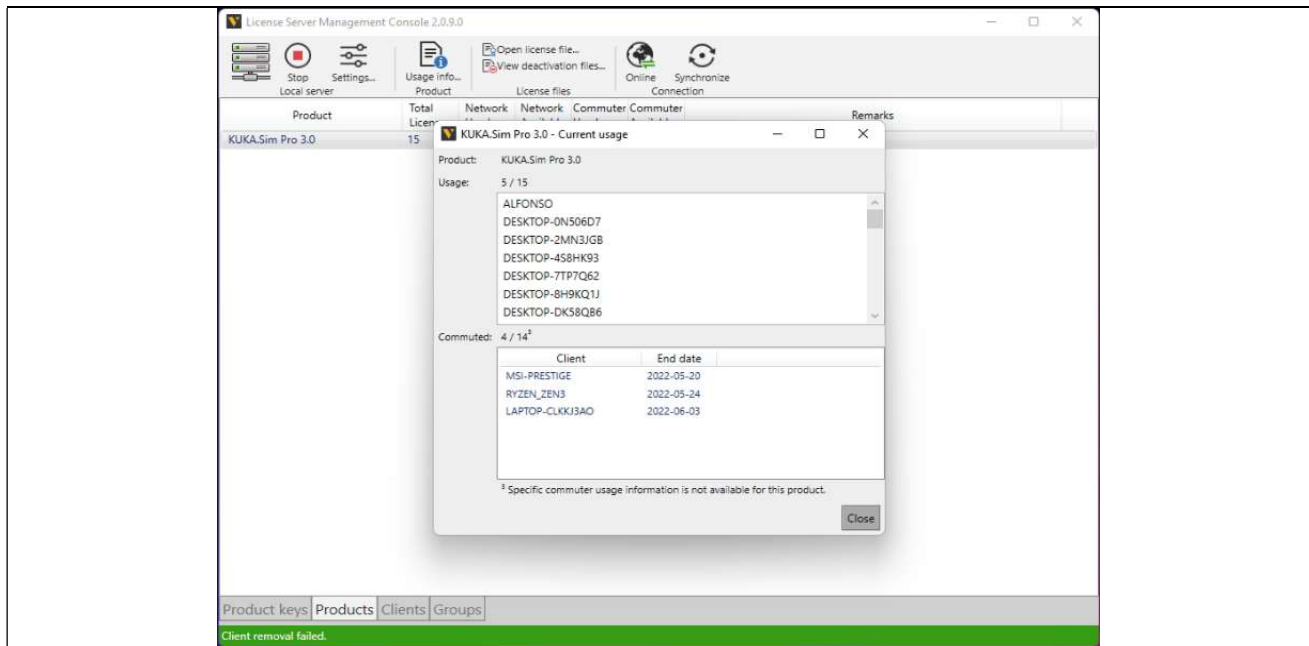 License Server Management Console 2.0.9.0
Stop Settings... Usage info... Open license file... Online Synchronize
View deactivation files...
Local server Product License files Connection
Product Total Network Network Commuter Commuter Remarks
KUKA.Sim Pro 3.0 15
KUKA.Sim Pro 3.0 - Current usage
Product: KUKA.Sim Pro 3.0
Usage: 5 / 15
ALFONSO
DESKTOP-0N506D7
DESKTOP-2MN3JGB
DESKTOP-4S8HK93
DESKTOP-7TP7Q62
DESKTOP-8H9KQ1J
DESKTOP-DK58QB6
Commuted: 4 / 14³
Client End date
MSI-PRESTIGE 2022-05-20
RYZEN_ZEN3 2022-05-24
LAPTOP-CLKKJ3AO 2022-06-03
³ Specific commuter usage information is not available for this product.
Close
Product keys Products Clients Groups
Client removal failed.